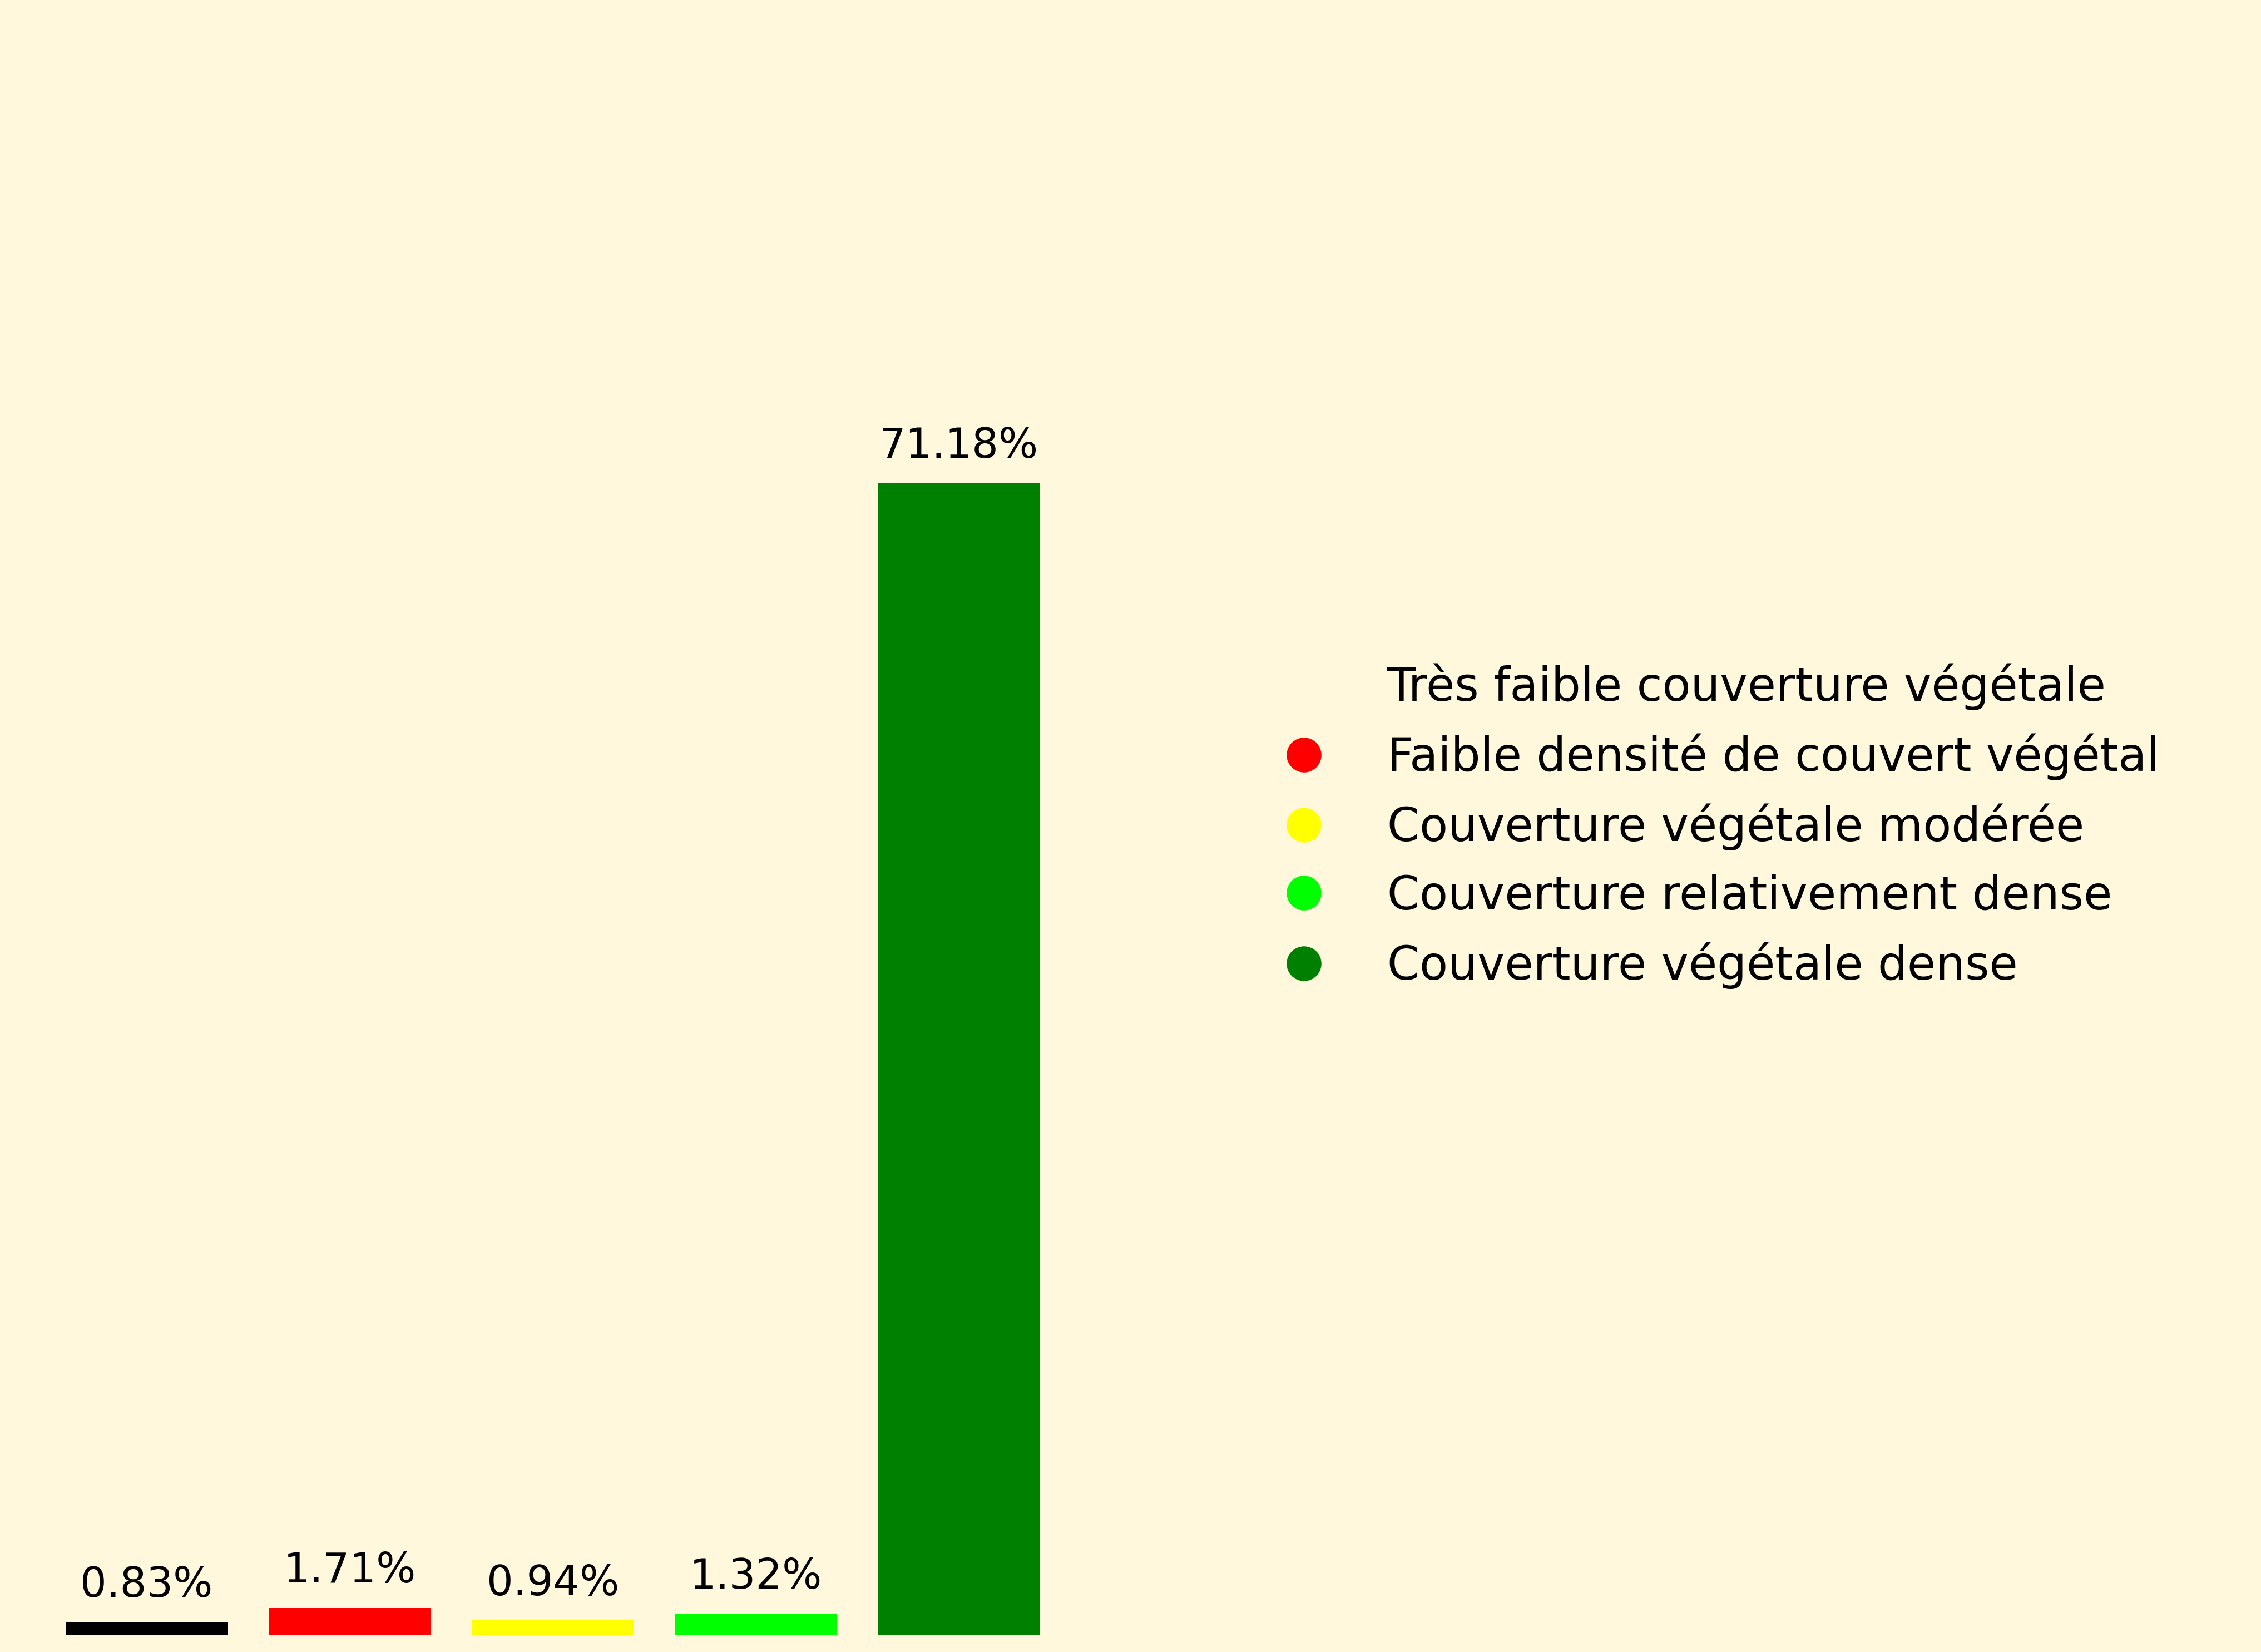 71.18%
Très faible couverture végétale
Faible densité de couvert végétal
Couverture végétale modérée
Couverture relativement dense
Couverture végétale dense
0.83%
1.71%
0.94%
1.32%